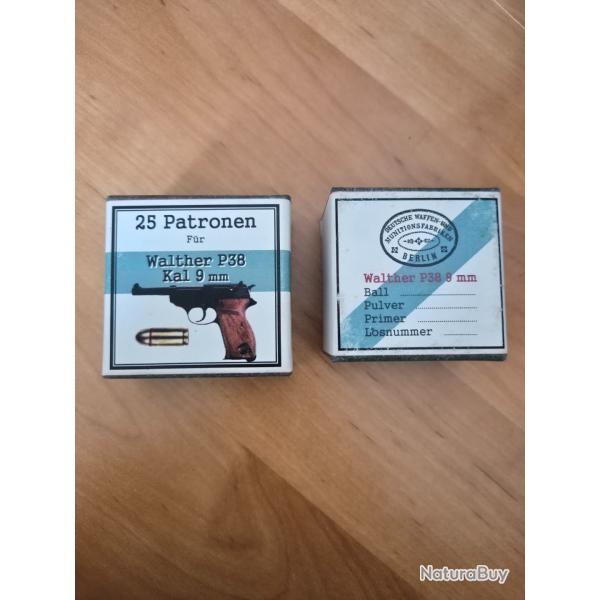 25 Patronen
Für
Walther P38
Kal 9 mm
DEUTSCHE WAFFEN-UND
MUNITIONSFABRIKEN
BERLIN
Walther P38 9 mm
Ball
Pulver
Primer
Lösnummer
NaturaBuy